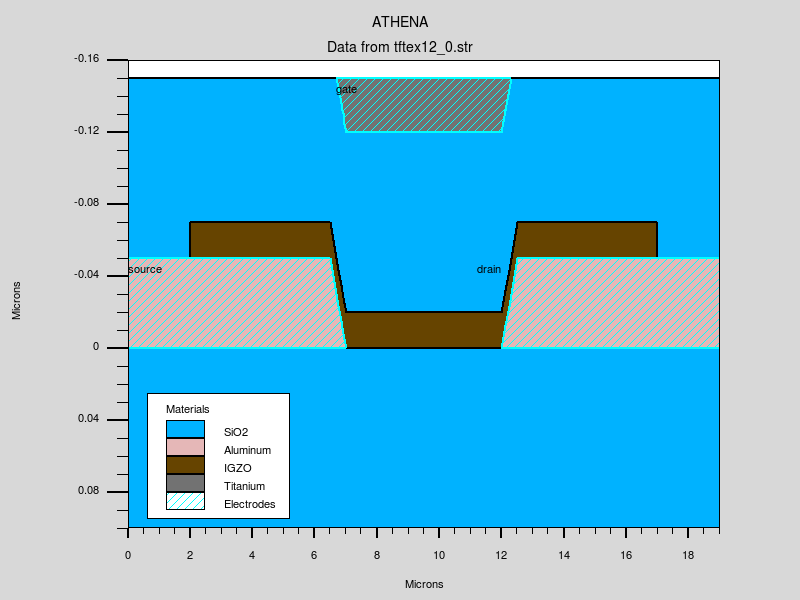 ATHENA
Data from tftex12_0.str
-0.16
-0.12
-0.08
-0.04
0
0.04
0.08
Microns
gate
source
drain
Materials
SiO2
Aluminum
IGZO
Titanium
Electrodes
0 2 4 6 8 10 12 14 16 18
Microns